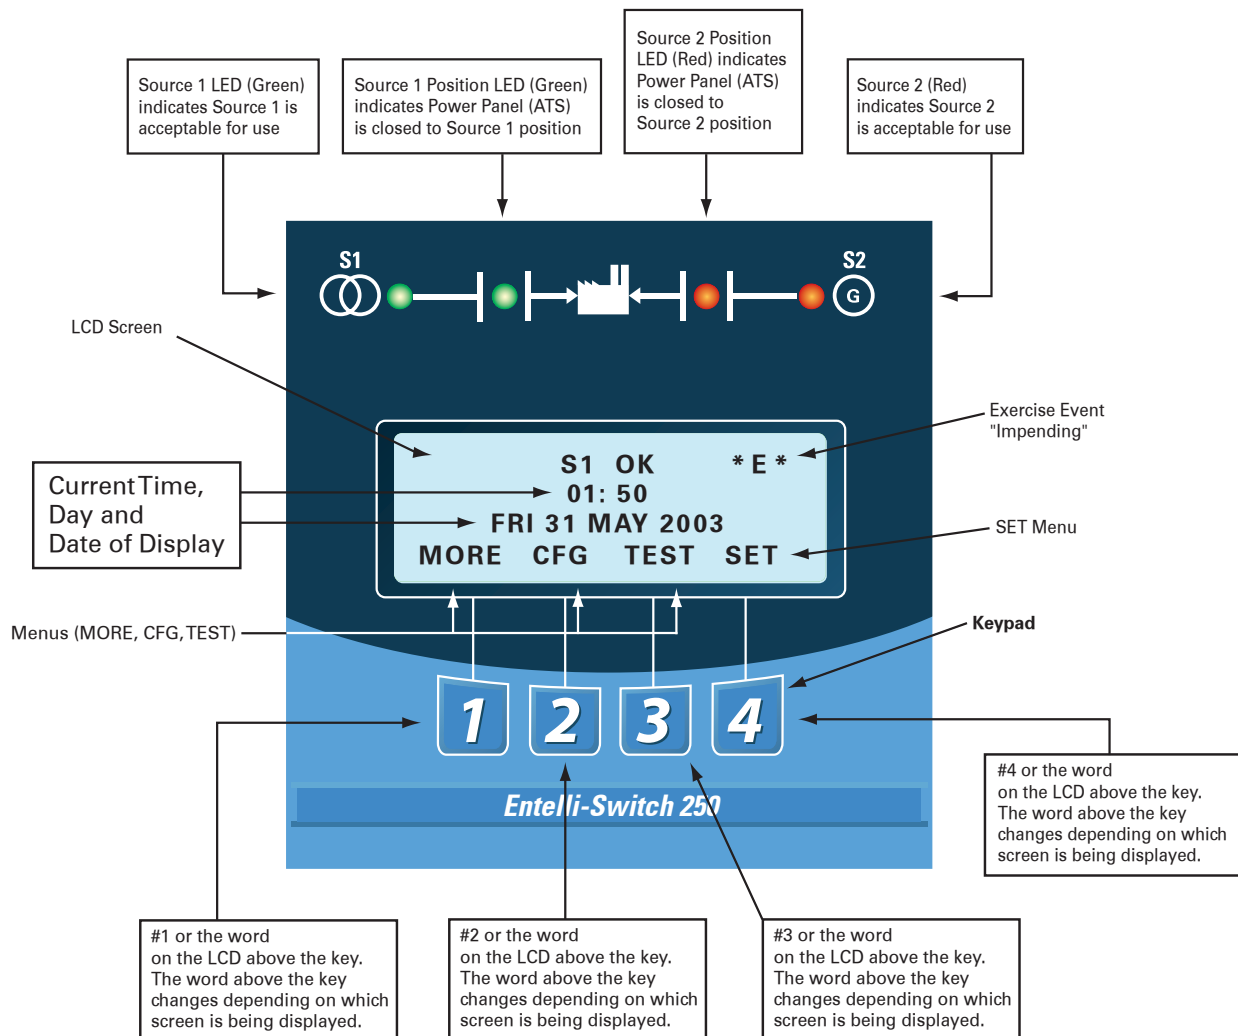 Source 1 LED (Green)
indicates Source 1 is
acceptable for use
Source 1 Position LED (Green)
indicates Power Panel (ATS)
is closed to Source 1 position
Source 2 Position
LED (Red) indicates
Power Panel (ATS)
is closed to
Source 2 position
Source 2 (Red)
indicates Source 2
is acceptable for use
S1
S2
G
LCD Screen
Exercise Event
"Impending"
S1 OK *E*
01: 50
FRI 31 MAY 2003
MORE CFG TEST SET
Current Time,
Day and
Date of Display
SET Menu
Menus (MORE, CFG, TEST)
Keypad
1 2 3 4
Entelli-Switch 250
#4 or the word
on the LCD above the key.
The word above the key
changes depending on which
screen is being displayed.
#1 or the word
on the LCD above the key.
The word above the key
changes depending on which
screen is being displayed.
#2 or the word
on the LCD above the key.
The word above the key
changes depending on which
screen is being displayed.
#3 or the word
on the LCD above the key.
The word above the key
changes depending on which
screen is being displayed.